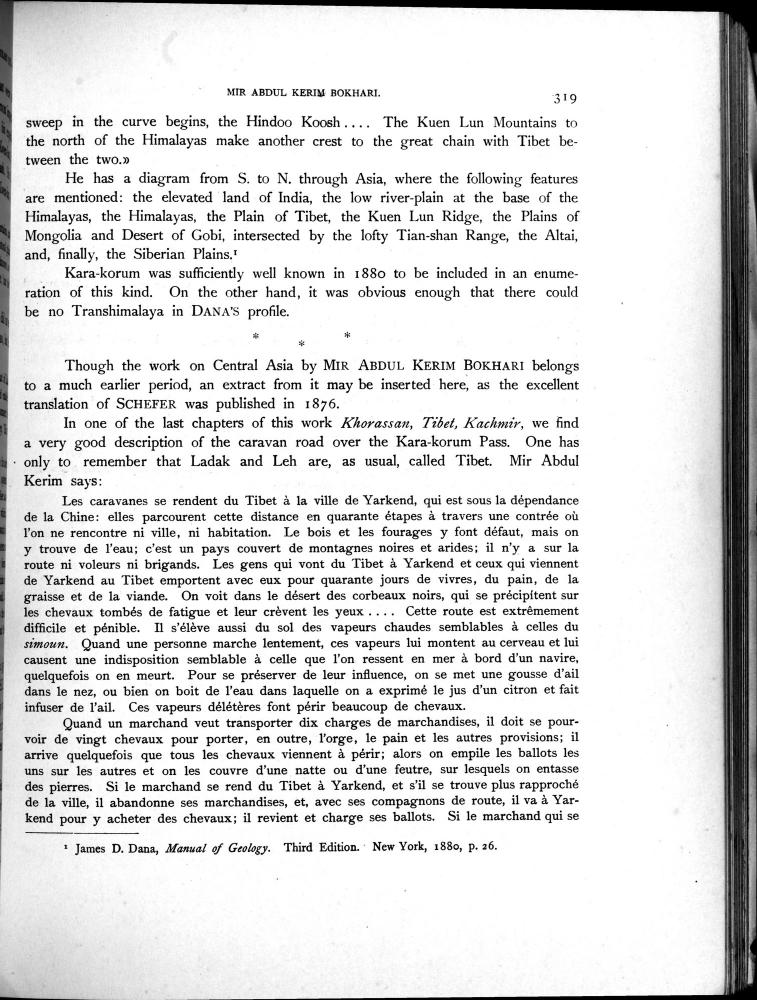 MIR ABDUL KERIM BOKHARI.
319
sweep in the curve begins, the Hindoo Koosh .... The Kuen Lun Mountains to
the north of the Himalayas make another crest to the great chain with Tibet be-
tween the two.»
He has a diagram from S. to N. through Asia, where the following features
are mentioned: the elevated land of India, the low river-plain at the base of the
Himalayas, the Himalayas, the Plain of Tibet, the Kuen Lun Ridge, the Plains of
Mongolia and Desert of Gobi, intersected by the lofty Tian-shan Range, the Altai,
and, finally, the Siberian Plains.¹
Kara-korum was sufficiently well known in 1880 to be included in an enume-
ration of this kind. On the other hand, it was obvious enough that there could
be no Transhimalaya in DANA'S profile.
* * *
Though the work on Central Asia by MIR ABDUL KERIM BOKHARI belongs
to a much earlier period, an extract from it may be inserted here, as the excellent
translation of SCHEFER was published in 1876.
In one of the last chapters of this work Khorassan, Tibet, Kachmir, we find
a very good description of the caravan road over the Kara-korum Pass. One has
only to remember that Ladak and Leh are, as usual, called Tibet. Mir Abdul
Kerim says:
Les caravanes se rendent du Tibet à la ville de Yarkend, qui est sous la dépendance
de la Chine: elles parcourent cette distance en quarante étapes à travers une contrée où
l'on ne rencontre ni ville, ni habitation. Le bois et les fourages y font défaut, mais on
y trouve de l'eau; c'est un pays couvert de montagnes noires et arides; il n'y a sur la
route ni voleurs ni brigands. Les gens qui vont du Tibet à Yarkend et ceux qui viennent
de Yarkend au Tibet emportent avec eux pour quarante jours de vivres, du pain, de la
graisse et de la viande. On voit dans le désert des corbeaux noirs, qui se précipítent sur
les chevaux tombés de fatigue et leur crèvent les yeux .... Cette route est extrêmement
difficile et pénible. Il s'élève aussi du sol des vapeurs chaudes semblables à celles du
simoun. Quand une personne marche lentement, ces vapeurs lui montent au cerveau et lui
causent une indisposition semblable à celle que l'on ressent en mer à bord d'un navire,
quelquefois on en meurt. Pour se préserver de leur influence, on se met une gousse d'ail
dans le nez, ou bien on boit de l'eau dans laquelle on a exprimé le jus d'un citron et fait
infuser de l'ail. Ces vapeurs délétères font périr beaucoup de chevaux.
Quand un marchand veut transporter dix charges de marchandises, il doit se pour-
voir de vingt chevaux pour porter, en outre, l'orge, le pain et les autres provisions; il
arrive quelquefois que tous les chevaux viennent à périr; alors on empile les ballots les
uns sur les autres et on les couvre d'une natte ou d'une feutre, sur lesquels on entasse
des pierres. Si le marchand se rend du Tibet à Yarkend, et s'il se trouve plus rapproché
de la ville, il abandonne ses marchandises, et, avec ses compagnons de route, il va à Yar-
kend pour y acheter des chevaux; il revient et charge ses ballots. Si le marchand qui se
¹ James D. Dana, Manual of Geology. Third Edition. New York, 1880, p. 26.